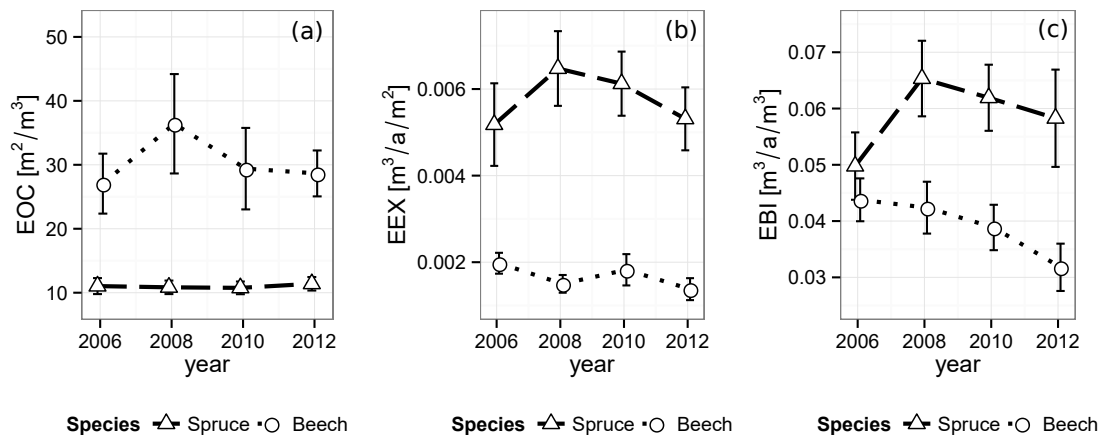 (a)
EOC [m²/m³]
50
40
30
20
10
2006 2008 2010 2012
year
Species Spruce Beech
(b)
EEX [m³/a/m²]
0.006
0.004
0.002
2006 2008 2010 2012
year
Species Spruce Beech
(c)
EBI [m³/a/m³]
0.07
0.06
0.05
0.04
0.03
2006 2008 2010 2012
year
Species Spruce Beech